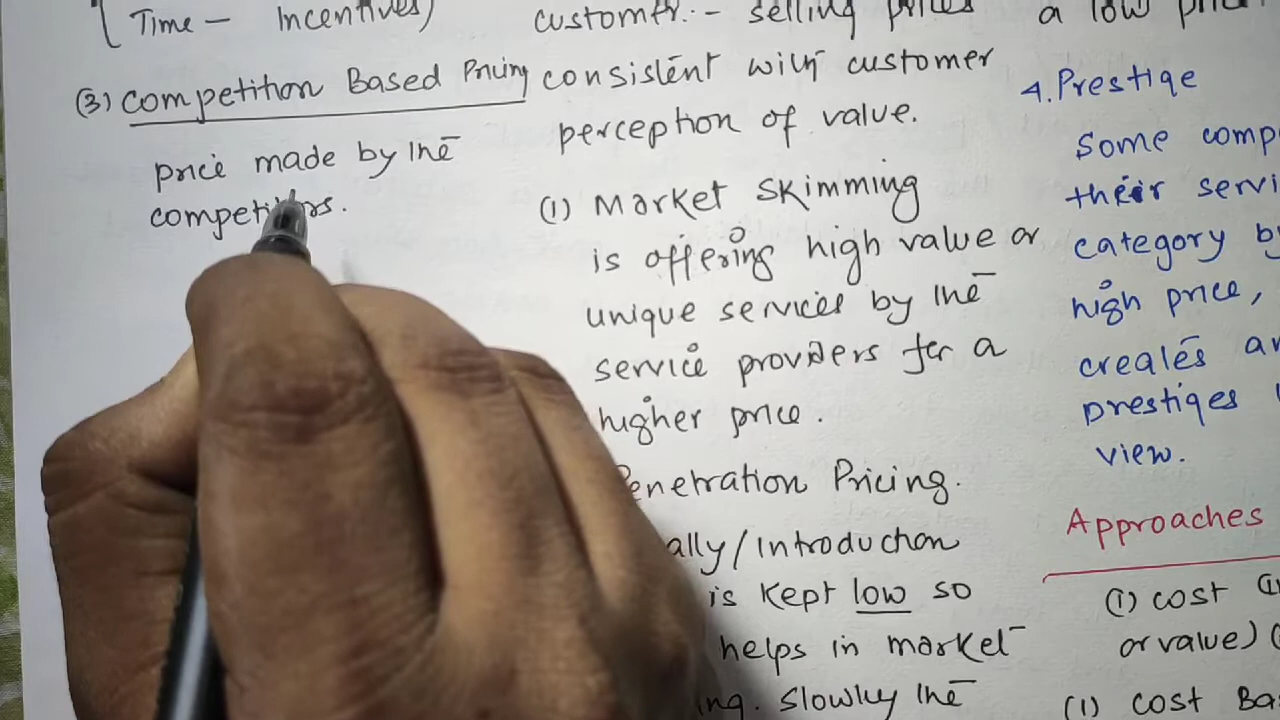 Time - Incentives)
(3) Competition Based Pricing
price made by the
competitors.
customer:- selling prices
consistent with customer
perception of value.
(1) Market Skimming
is offering high value or
unique services by the
service providers for a
higher price.
Penetration Pricing.
ally/Introduction
is kept low so
helps in market
ing. Slowly the
a low
4. Prestige
Some comp
their servi
category by
high price,
creates an
prestiges
view.
Approaches
(1) cost
or value)
(1) cost Ba